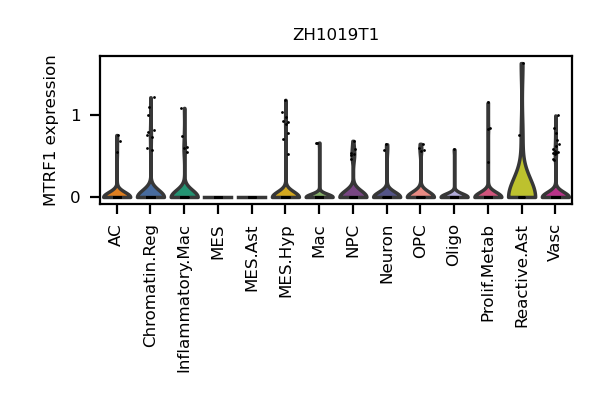 ZH1019T1
MTRF1 expression
1
0
AC
Chromatin.Reg
Inflammatory.Mac
MES
MES.Ast
MES.Hyp
Mac
NPC
Neuron
OPC
Oligo
Prolif.Metab
Reactive.Ast
Vasc